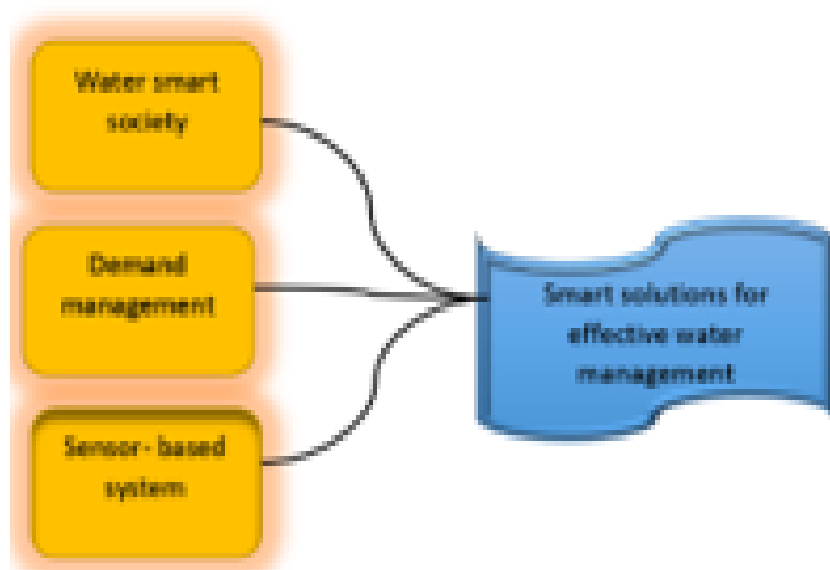 Water smart
society
Demand
management
Sensor- based
system
Smart solutions for
effective water
management